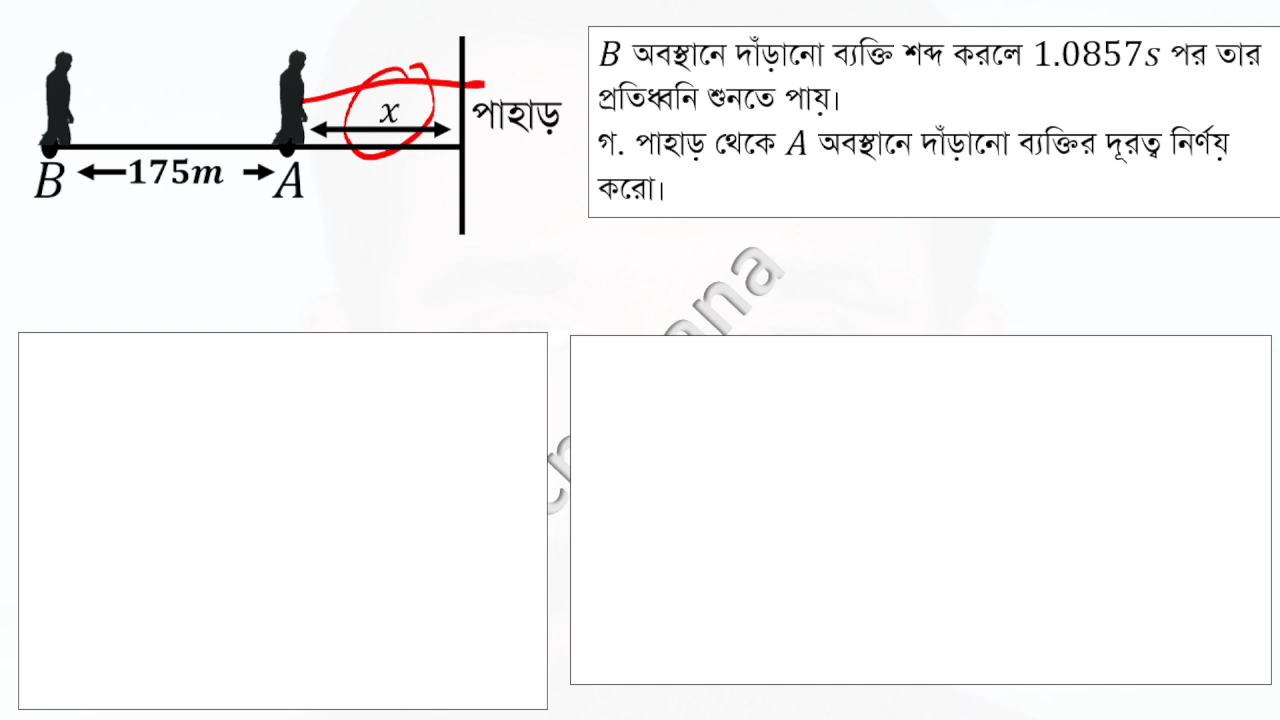 B অবস্থানে দাঁড়ানো ব্যক্তি শব্দ করলে 1.0857s পর তার
প্রতিধ্বনি শুনতে পায়।
গ. পাহাড় থেকে A অবস্থানে দাঁড়ানো ব্যক্তির দূরত্ব নির্ণয়
করো।
x
পাহাড়
B
175m
A